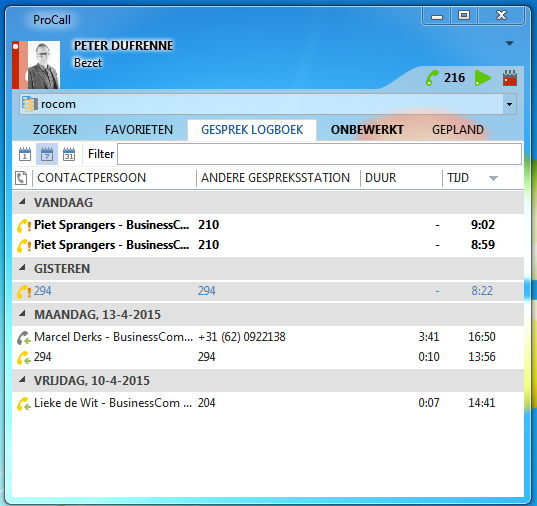 ProCall
PETER DUFRENNE
Bezet
216
rocom
ZOEKEN FAVORIETEN GESPREK LOGBOEK ONBEWERKT GEPLAND
1 7 31 Filter
CONTACTPERSOON ANDERE GESPREKSSTATION DUUR TIJD
VANDAAG
Piet Sprangers - BusinessC... 210 - 9:02
Piet Sprangers - BusinessC... 210 - 8:59
GISTEREN
294 294 - 8:22
MAANDAG, 13-4-2015
Marcel Derks - BusinessCom... +31 (62) 0922138 3:41 16:50
294 294 0:10 13:56
VRIJDAG, 10-4-2015
Lieke de Wit - BusinessCom ... 204 0:07 14:41